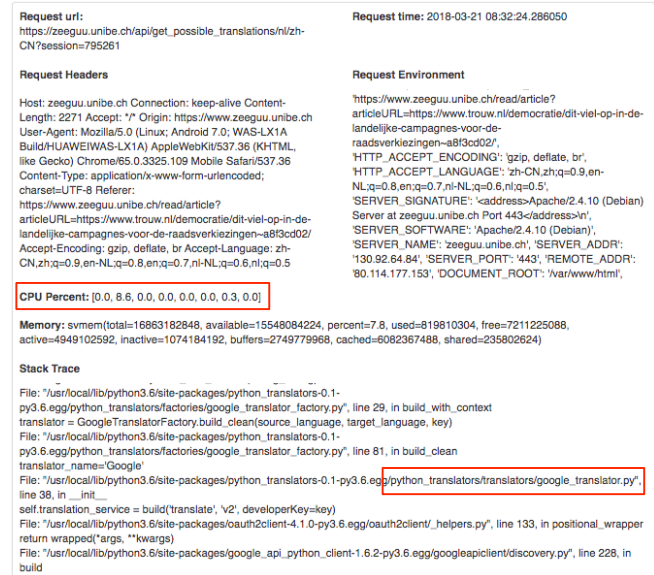 Request url:
https://zeeguu.unibe.ch/api/get_possible_translations/nl/zh-
CN?session=795261
Request time: 2018-03-21 08:32:24.286050
Request Headers
Host: zeeguu.unibe.ch Connection: keep-alive Content-
Length: 2271 Accept: */* Origin: https://www.zeeguu.unibe.ch
User-Agent: Mozilla/5.0 (Linux; Android 7.0; WAS-LX1A
Build/HUAWEIWAS-LX1A) AppleWebKit/537.36 (KHTML,
like Gecko) Chrome/65.0.3325.109 Mobile Safari/537.36
Content-Type: application/x-www-form-urlencoded;
charset=UTF-8 Referer:
https://www.zeeguu.unibe.ch/read/article?
articleURL=https://www.trouw.nl/democratie/dit-viel-op-in-de-
landelijke-campagnes-voor-de-raadsverkiezingen~a8f3cd02/
Accept-Encoding: gzip, deflate, br Accept-Language: zh-
CN,zh;q=0.9,en-NL;q=0.8,en;q=0.7,nl-NL;q=0.6,nl;q=0.5
Request Environment
'https://www.zeeguu.unibe.ch/read/article?
articleURL=https://www.trouw.nl/democratie/dit-viel-op-in-de-
landelijke-campagnes-voor-de-
raadsverkiezingen~a8f3cd02/',
'HTTP_ACCEPT_ENCODING': 'gzip, deflate, br',
'HTTP_ACCEPT_LANGUAGE': 'zh-CN,zh;q=0.9,en-
NL;q=0.8,en;q=0.7,nl-NL;q=0.6,nl;q=0.5',
'SERVER_SIGNATURE': '<address>Apache/2.4.10 (Debian)
Server at zeeguu.unibe.ch Port 443</address>\n',
'SERVER_SOFTWARE': 'Apache/2.4.10 (Debian)',
'SERVER_NAME': 'zeeguu.unibe.ch', 'SERVER_ADDR':
'130.92.64.84', 'SERVER_PORT': '443', 'REMOTE_ADDR':
'80.114.177.153', 'DOCUMENT_ROOT': '/var/www/html',
CPU Percent: [0.0, 8.6, 0.0, 0.0, 0.0, 0.0, 0.3, 0.0]
Memory: svmem(total=16863182848, available=15548084224, percent=7.8, used=819810304, free=7211225088,
active=4949102592, inactive=1074184192, buffers=2749779968, cached=6082367488, shared=235802624)
Stack Trace
File: "/usr/local/lib/python3.6/site-packages/python_translators-0.1-
py3.6.egg/python_translators/factories/google_translator_factory.py", line 29, in build_with_context
translator = GoogleTranslatorFactory.build_clean(source_language, target_language, key)
File: "/usr/local/lib/python3.6/site-packages/python_translators-0.1-
py3.6.egg/python_translators/factories/google_translator_factory.py", line 81, in build_clean
translator_name='Google'
File: "/usr/local/lib/python3.6/site-packages/python_translators-0.1-py3.6.egg/python_translators/translators/google_translator.py",
line 38, in __init__
self.translation_service = build('translate', 'v2', developerKey=key)
File: "/usr/local/lib/python3.6/site-packages/oauth2client-4.1.0-py3.6.egg/oauth2client/_helpers.py", line 133, in positional_wrapper
return wrapped(*args, **kwargs)
File: "/usr/local/lib/python3.6/site-packages/google_api_python_client-1.6.2-py3.6.egg/googleapiclient/discovery.py", line 228, in
build